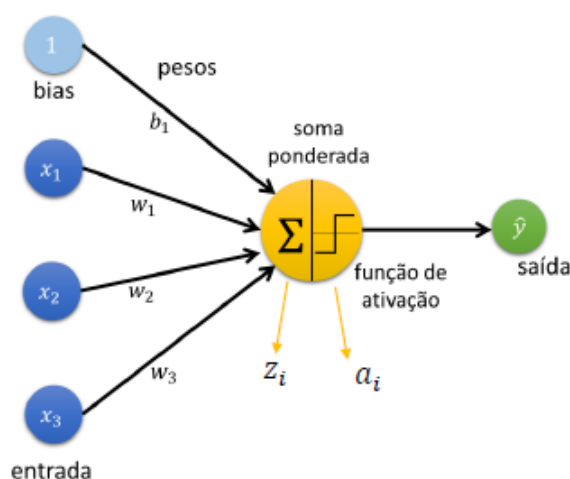 1
bias
pesos
b₁
soma
ponderada
x₁
w₁
Σ
ŷ
saída
função de
ativação
x₂
w₂
zᵢ
aᵢ
w₃
x₃
entrada